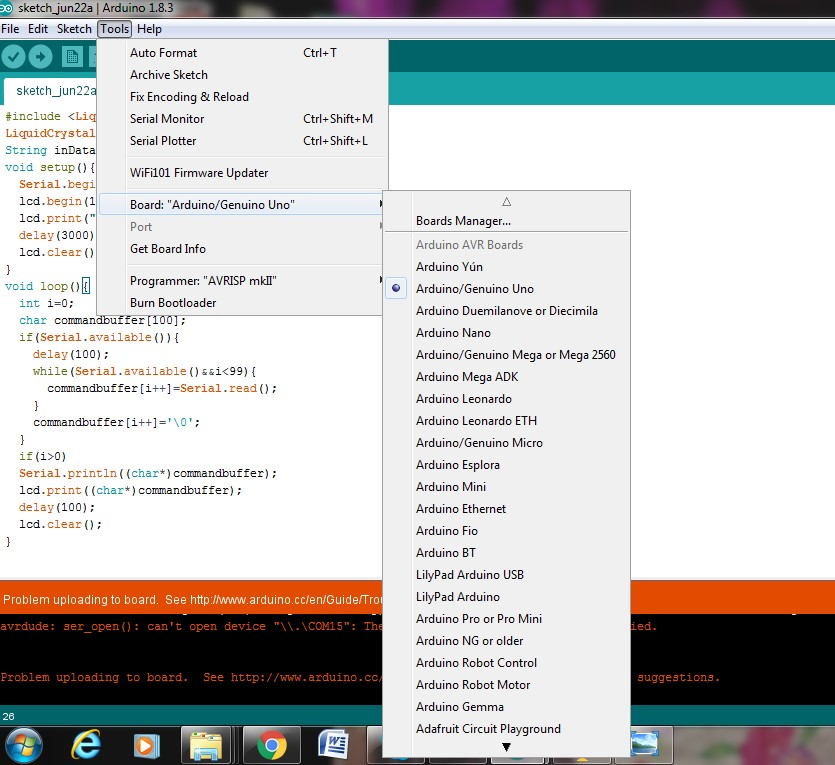 sketch_jun22a | Arduino 1.8.3
File Edit Sketch Tools Help
sketch_jun22a
Auto Format Ctrl+T
Archive Sketch
Fix Encoding & Reload
Serial Monitor Ctrl+Shift+M
Serial Plotter Ctrl+Shift+L
WiFi101 Firmware Updater
Board: "Arduino/Genuino Uno"
Port
Get Board Info
Programmer: "AVRISP mkII"
Burn Bootloader
Boards Manager...
Arduino AVR Boards
Arduino Yún
Arduino/Genuino Uno
Arduino Duemilanove or Diecimila
Arduino Nano
Arduino/Genuino Mega or Mega 2560
Arduino Mega ADK
Arduino Leonardo
Arduino Leonardo ETH
Arduino/Genuino Micro
Arduino Esplora
Arduino Mini
Arduino Ethernet
Arduino Fio
Arduino BT
LilyPad Arduino USB
LilyPad Arduino
Arduino Pro or Pro Mini
Arduino NG or older
Arduino Robot Control
Arduino Robot Motor
Arduino Gemma
Adafruit Circuit Playground
#include <Liq
LiquidCrystal
String inData
void setup(){
Serial.begi
lcd.begin(1
lcd.print("
delay(3000)
lcd.clear()
}
void loop(){
int i=0;
char commandbuffer[100];
if(Serial.available()){
delay(100);
while(Serial.available()&&i<99){
commandbuffer[i++]=Serial.read();
}
commandbuffer[i++]='\0';
}
if(i>0)
Serial.println((char*)commandbuffer);
lcd.print((char*)commandbuffer);
delay(100);
lcd.clear();
}
Problem uploading to board. See http://www.arduino.cc/en/Guide/Trou
avrdude: ser_open(): can't open device "\\.\COM15": The ied.
Problem uploading to board. See http://www.arduino.cc/ suggestions.
26